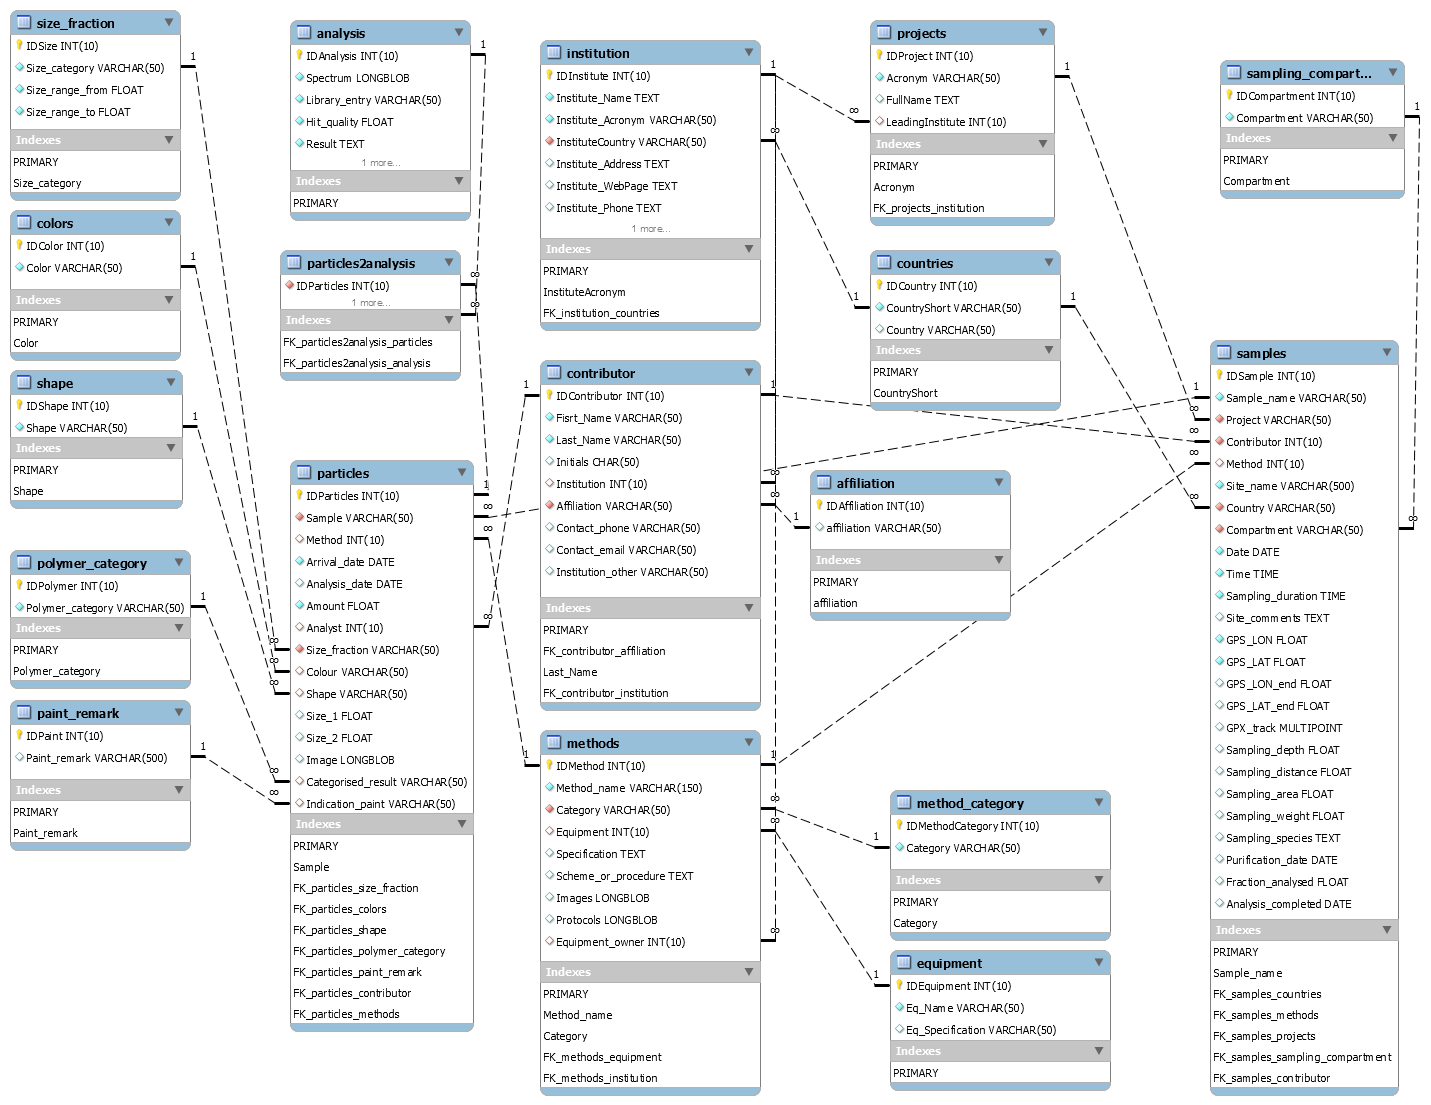 size_fraction
IDSize INT(10)
Size_category VARCHAR(50)
Size_range_from FLOAT
Size_range_to FLOAT
Indexes
PRIMARY
Size_category
colors
IDColor INT(10)
Color VARCHAR(50)
Indexes
PRIMARY
Color
shape
IDShape INT(10)
Shape VARCHAR(50)
Indexes
PRIMARY
Shape
polymer_category
IDPolymer INT(10)
Polymer_category VARCHAR(50)
Indexes
PRIMARY
Polymer_category
paint_remark
IDPaint INT(10)
Paint_remark VARCHAR(500)
Indexes
PRIMARY
Paint_remark
analysis
IDAnalysis INT(10)
Spectrum LONGBLOB
Library_entry VARCHAR(50)
Hit_quality FLOAT
Result TEXT
1 more...
Indexes
PRIMARY
particles2analysis
IDParticles INT(10)
1 more...
Indexes
FK_particles2analysis_particles
FK_particles2analysis_analysis
particles
IDParticles INT(10)
Sample VARCHAR(50)
Method INT(10)
Arrival_date DATE
Analysis_date DATE
Amount FLOAT
Analyst INT(10)
Size_fraction VARCHAR(50)
Colour VARCHAR(50)
Shape VARCHAR(50)
Size_1 FLOAT
Size_2 FLOAT
Image LONGBLOB
Categorised_result VARCHAR(50)
Indication_paint VARCHAR(50)
Indexes
PRIMARY
Sample
FK_particles_size_fraction
FK_particles_colors
FK_particles_shape
FK_particles_polymer_category
FK_particles_paint_remark
FK_particles_contributor
FK_particles_methods
institution
IDInstitute INT(10)
Institute_Name TEXT
Institute_Acronym VARCHAR(50)
InstituteCountry VARCHAR(50)
Institute_Address TEXT
Institute_WebPage TEXT
Institute_Phone TEXT
1 more...
Indexes
PRIMARY
InstituteAcronym
FK_institution_countries
contributor
IDContributor INT(10)
Fisrt_Name VARCHAR(50)
Last_Name VARCHAR(50)
Initials CHAR(50)
Institution INT(10)
Affiliation VARCHAR(50)
Contact_phone VARCHAR(50)
Contact_email VARCHAR(50)
Institution_other VARCHAR(50)
Indexes
PRIMARY
FK_contributor_affiliation
Last_Name
FK_contributor_institution
methods
IDMethod INT(10)
Method_name VARCHAR(150)
Category VARCHAR(50)
Equipment INT(10)
Specification TEXT
Scheme_or_procedure TEXT
Images LONGBLOB
Protocols LONGBLOB
Equipment_owner INT(10)
Indexes
PRIMARY
Method_name
Category
FK_methods_equipment
FK_methods_institution
projects
IDProject INT(10)
Acronym VARCHAR(50)
FullName TEXT
LeadingInstitute INT(10)
Indexes
PRIMARY
Acronym
FK_projects_institution
countries
IDCountry INT(10)
CountryShort VARCHAR(50)
Country VARCHAR(50)
Indexes
PRIMARY
CountryShort
affiliation
IDAffiliation INT(10)
affiliation VARCHAR(50)
Indexes
PRIMARY
affiliation
method_category
IDMethodCategory INT(10)
Category VARCHAR(50)
Indexes
PRIMARY
Category
equipment
IDEquipment INT(10)
Eq_Name VARCHAR(50)
Eq_Specification VARCHAR(50)
Indexes
PRIMARY
sampling_compart...
IDCompartment INT(10)
Compartment VARCHAR(50)
Indexes
PRIMARY
Compartment
samples
IDSample INT(10)
Sample_name VARCHAR(50)
Project VARCHAR(50)
Contributor INT(10)
Method INT(10)
Site_name VARCHAR(500)
Country VARCHAR(50)
Compartment VARCHAR(50)
Date DATE
Time TIME
Sampling_duration TIME
Site_comments TEXT
GPS_LON FLOAT
GPS_LAT FLOAT
GPS_LON_end FLOAT
GPS_LAT_end FLOAT
GPX_track MULTIPOINT
Sampling_depth FLOAT
Sampling_distance FLOAT
Sampling_area FLOAT
Sampling_weight FLOAT
Sampling_species TEXT
Purification_date DATE
Fraction_analysed FLOAT
Analysis_completed DATE
Indexes
PRIMARY
Sample_name
FK_samples_countries
FK_samples_methods
FK_samples_projects
FK_samples_sampling_compartment
FK_samples_contributor